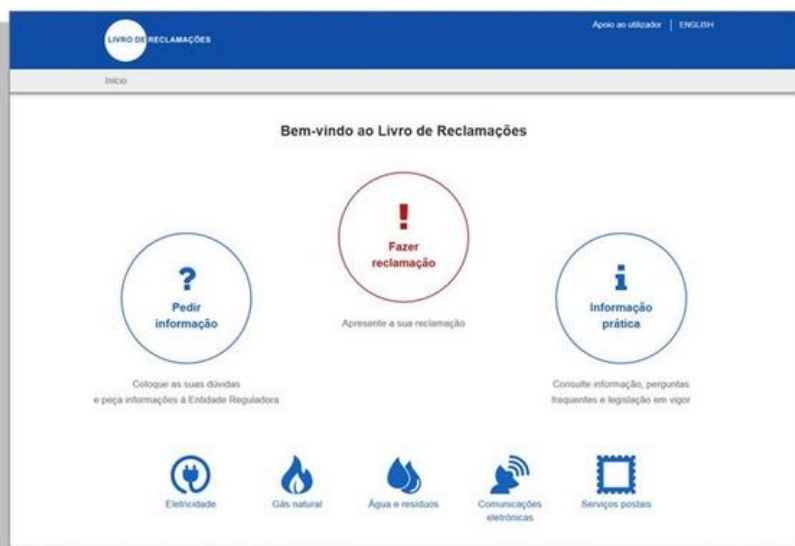 LIVRO DE RECLAMAÇÕES
Apoio ao utilizador | ENGLISH
Início
Bem-vindo ao Livro de Reclamações
!
Fazer
reclamação
Apresente a sua reclamação
?
Pedir
informação
Coloque as suas dúvidas
e peça informações á Entidade Reguladora
i
Informação
prática
Consulte informação, perguntas
frequentes e legislação em vigor
Eletricidade
Gás natural
Água e resíduos
Comunicações
eletrónicas
Serviços postais